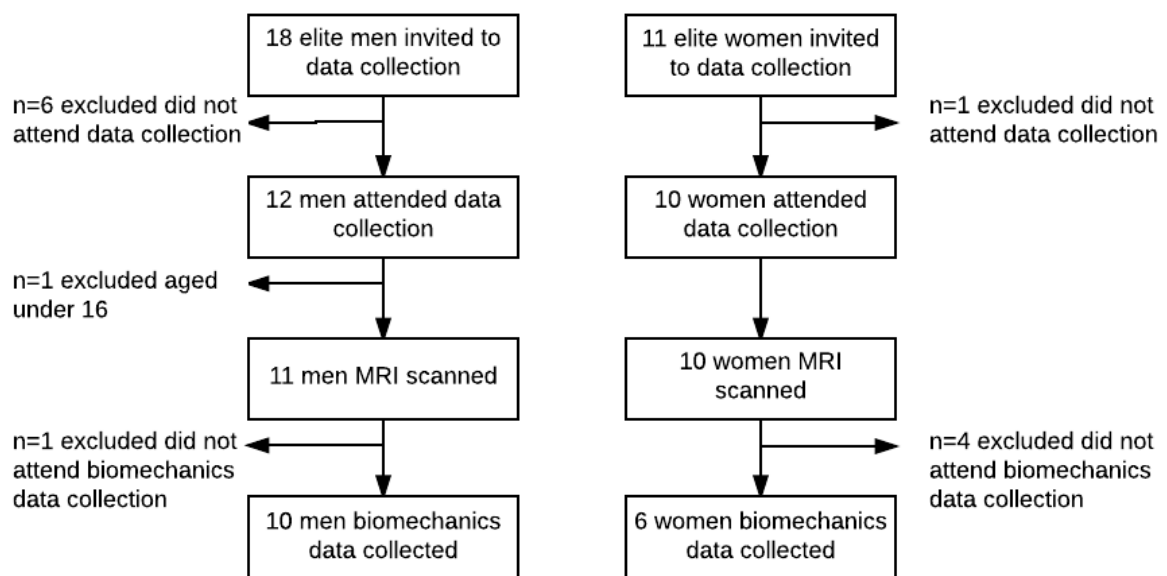 18 elite men invited to
data collection
11 elite women invited
to data collection
n=6 excluded did not
attend data collection
n=1 excluded did not
attend data collection
12 men attended data
collection
10 women attended
data collection
n=1 excluded aged
under 16
11 men MRI scanned
10 women MRI
scanned
n=1 excluded did not
attend biomechanics
data collection
n=4 excluded did not
attend biomechanics
data collection
10 men biomechanics
data collected
6 women biomechanics
data collected